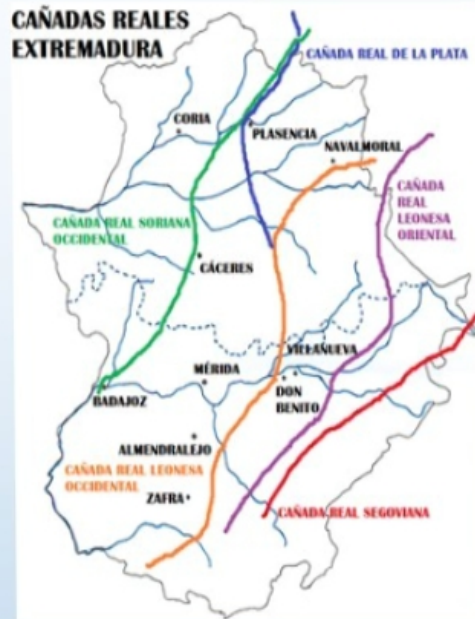 CAÑADAS REALES
EXTREMADURA
CAÑADA REAL DE LA PLATA
CORIA
PLASENCIA
NAVALMORAL
CAÑADA
REAL
LEONESA
ORIENTAL
CAÑADA REAL SORIANA
OCCIDENTAL
CÁCERES
VILLANUEVA
MÉRIDA
DON
BENITO
BADAJOZ
ALMENDRALEJO
CAÑADA REAL LEONESA
OCCIDENTAL
ZAFRA
CAÑADA REAL SEGOVIANA